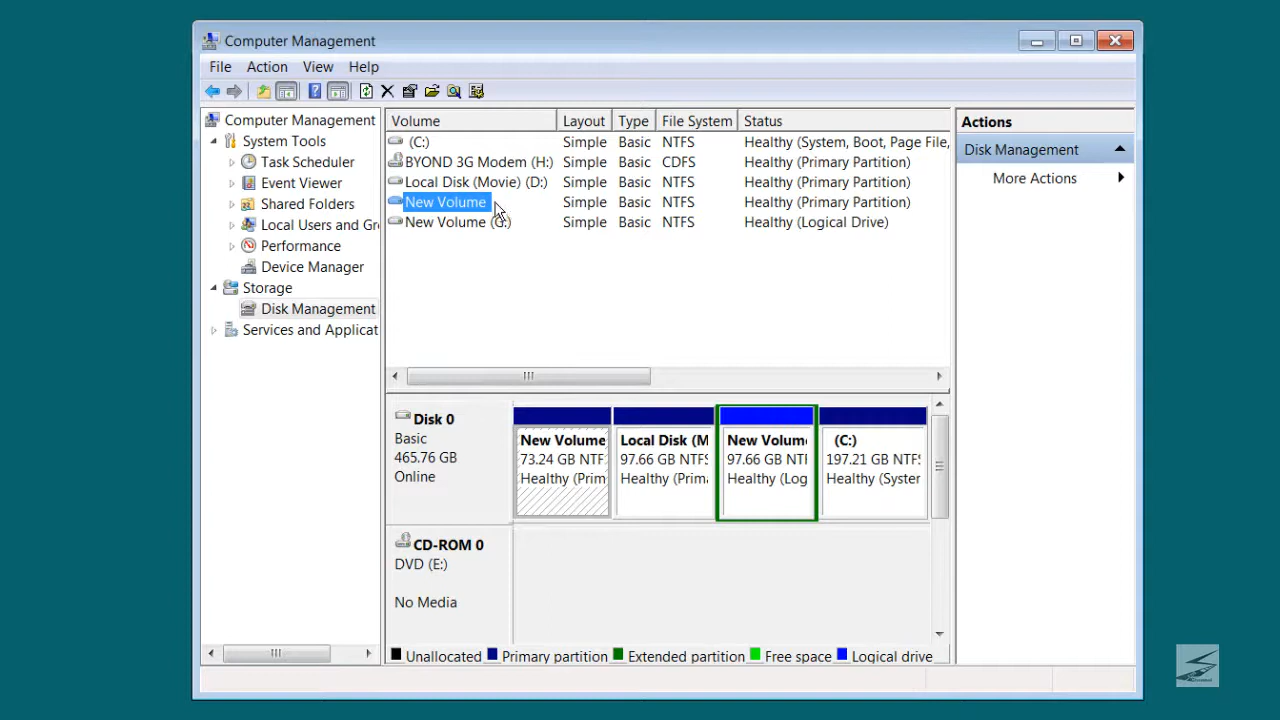 Computer Management
File Action View Help
Computer Management
System Tools
Task Scheduler
Event Viewer
Shared Folders
Local Users and Gr
Performance
Device Manager
Storage
Disk Management
Services and Applicat
Volume Layout Type File System Status
(C:) Simple Basic NTFS Healthy (System, Boot, Page File,
BYOND 3G Modem (H:) Simple Basic CDFS Healthy (Primary Partition)
Local Disk (Movie) (D:) Simple Basic NTFS Healthy (Primary Partition)
New Volume Simple Basic NTFS Healthy (Primary Partition)
New Volume (G:) Simple Basic NTFS Healthy (Logical Drive)
Disk 0
Basic
465.76 GB
Online
New Volume
73.24 GB NTF
Healthy (Prim
Local Disk (M
97.66 GB NTFS
Healthy (Prima
New Volum
97.66 GB NTI
Healthy (Log
(C:)
197.21 GB NTFS
Healthy (System
CD-ROM 0
DVD (E:)
No Media
Unallocated Primary partition Extended partition Free space Logical drive
Actions
Disk Management
More Actions